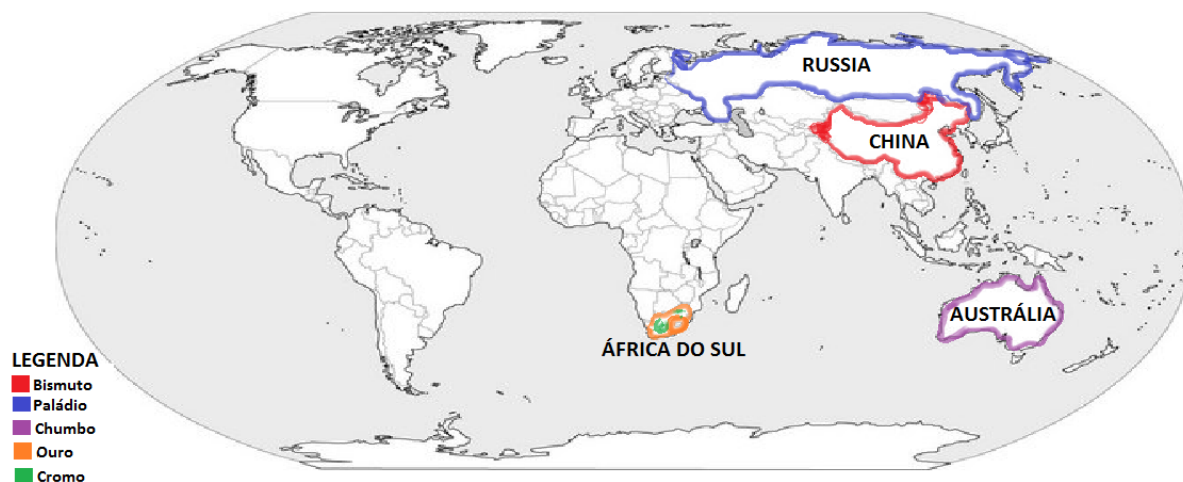 RUSSIA
CHINA
AUSTRÁLIA
ÁFRICA DO SUL
LEGENDA
Bismuto
Paládio
Chumbo
Ouro
Cromo